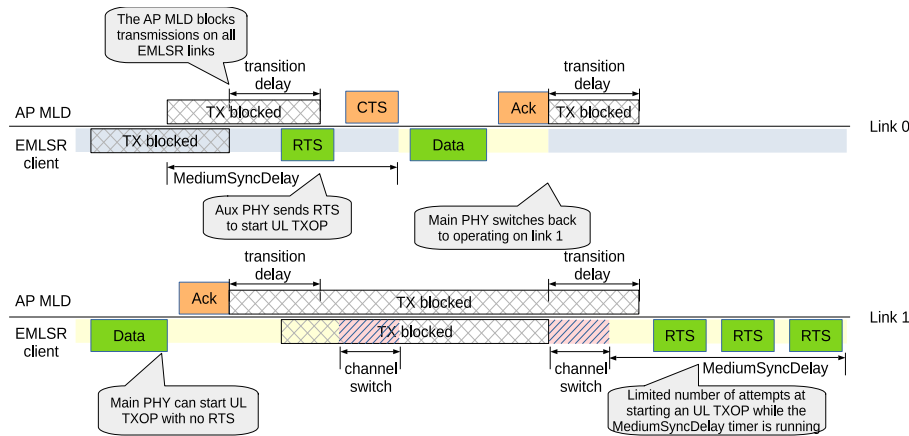 The AP MLD blocks
transmissions on all
EMLSR links
transition
delay
transition
delay
AP MLD
TX blocked
CTS
Ack
TX blocked
Link 0
EMLSR
client
TX blocked
RTS
Data
MediumSyncDelay
Aux PHY sends RTS
to start UL TXOP
Main PHY switches back
to operating on link 1
transition
delay
transition
delay
AP MLD
Ack
TX blocked
Link 1
EMLSR
client
Data
TX blocked
RTS
RTS
RTS
channel
switch
channel
switch
MediumSyncDelay
Main PHY can start UL
TXOP with no RTS
Limited number of attempts at
starting an UL TXOP while the
MediumSyncDelay timer is running